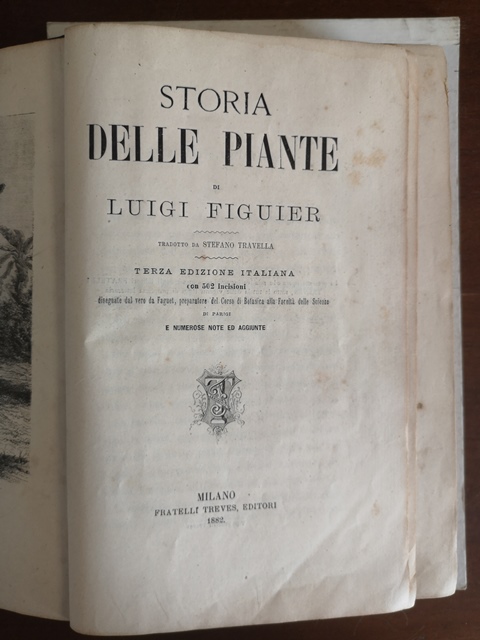 STORIA
DELLE PIANTE
DI
LUIGI FIGUIER
TRADOTTO DA STEFANO TRAVELLA
TERZA EDIZIONE ITALIANA
con 562 incisioni
disegnate dal vero da Faguet, preparatore del Corso di Botanica alla Facoltà delle Scienze
DI PARIGI
E NUMEROSE NOTE ED AGGIUNTE
MILANO
FRATELLI TREVES, EDITORI
1882.